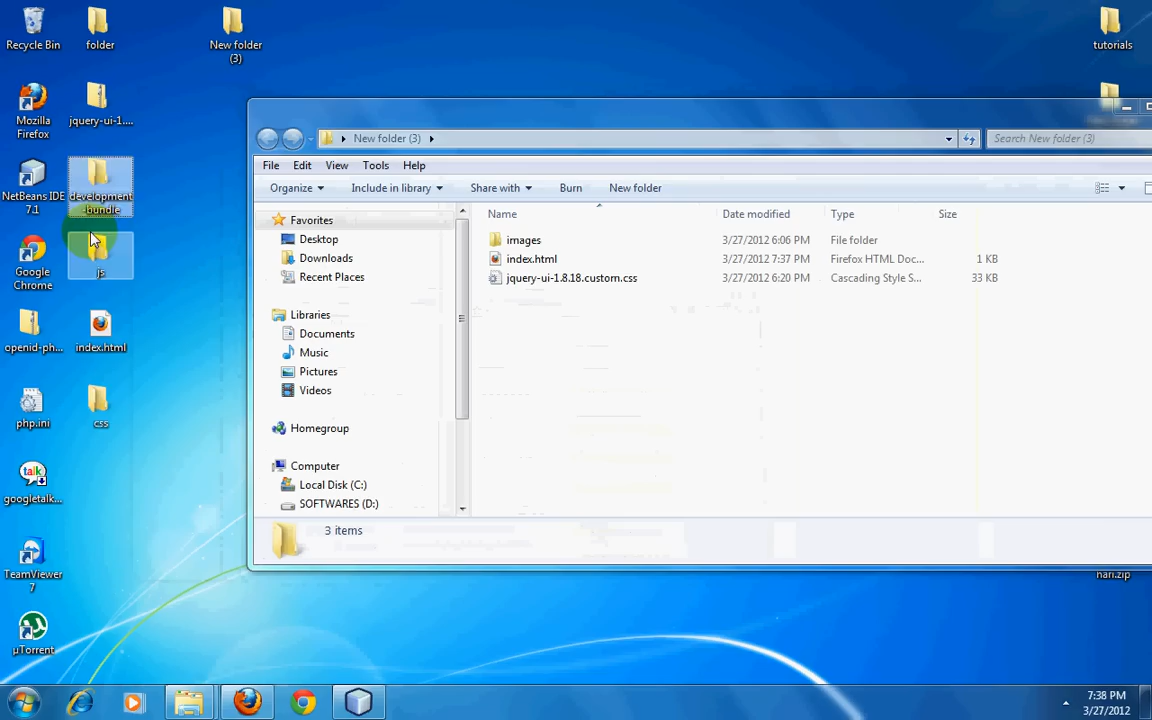 Recycle Bin
folder
New folder
(3)
tutorials
Mozilla
Firefox
jquery-ui-1....
NetBeans IDE
7.1
development
-bundle
Google
Chrome
js
openid-ph...
index.html
php.ini
css
googletalk...
TeamViewer
7
µTorrent
hari.zip
New folder (3)
Search New folder (3)
File Edit View Tools Help
Organize Include in library Share with Burn New folder
Name Date modified Type Size
Favorites
Desktop
Downloads
Recent Places
Libraries
Documents
Music
Pictures
Videos
Homegroup
Computer
Local Disk (C:)
SOFTWARES (D:)
images 3/27/2012 6:06 PM File folder
index.html 3/27/2012 7:37 PM Firefox HTML Doc... 1 KB
jquery-ui-1.8.18.custom.css 3/27/2012 6:20 PM Cascading Style S... 33 KB
3 items
talk
7:38 PM
3/27/2012